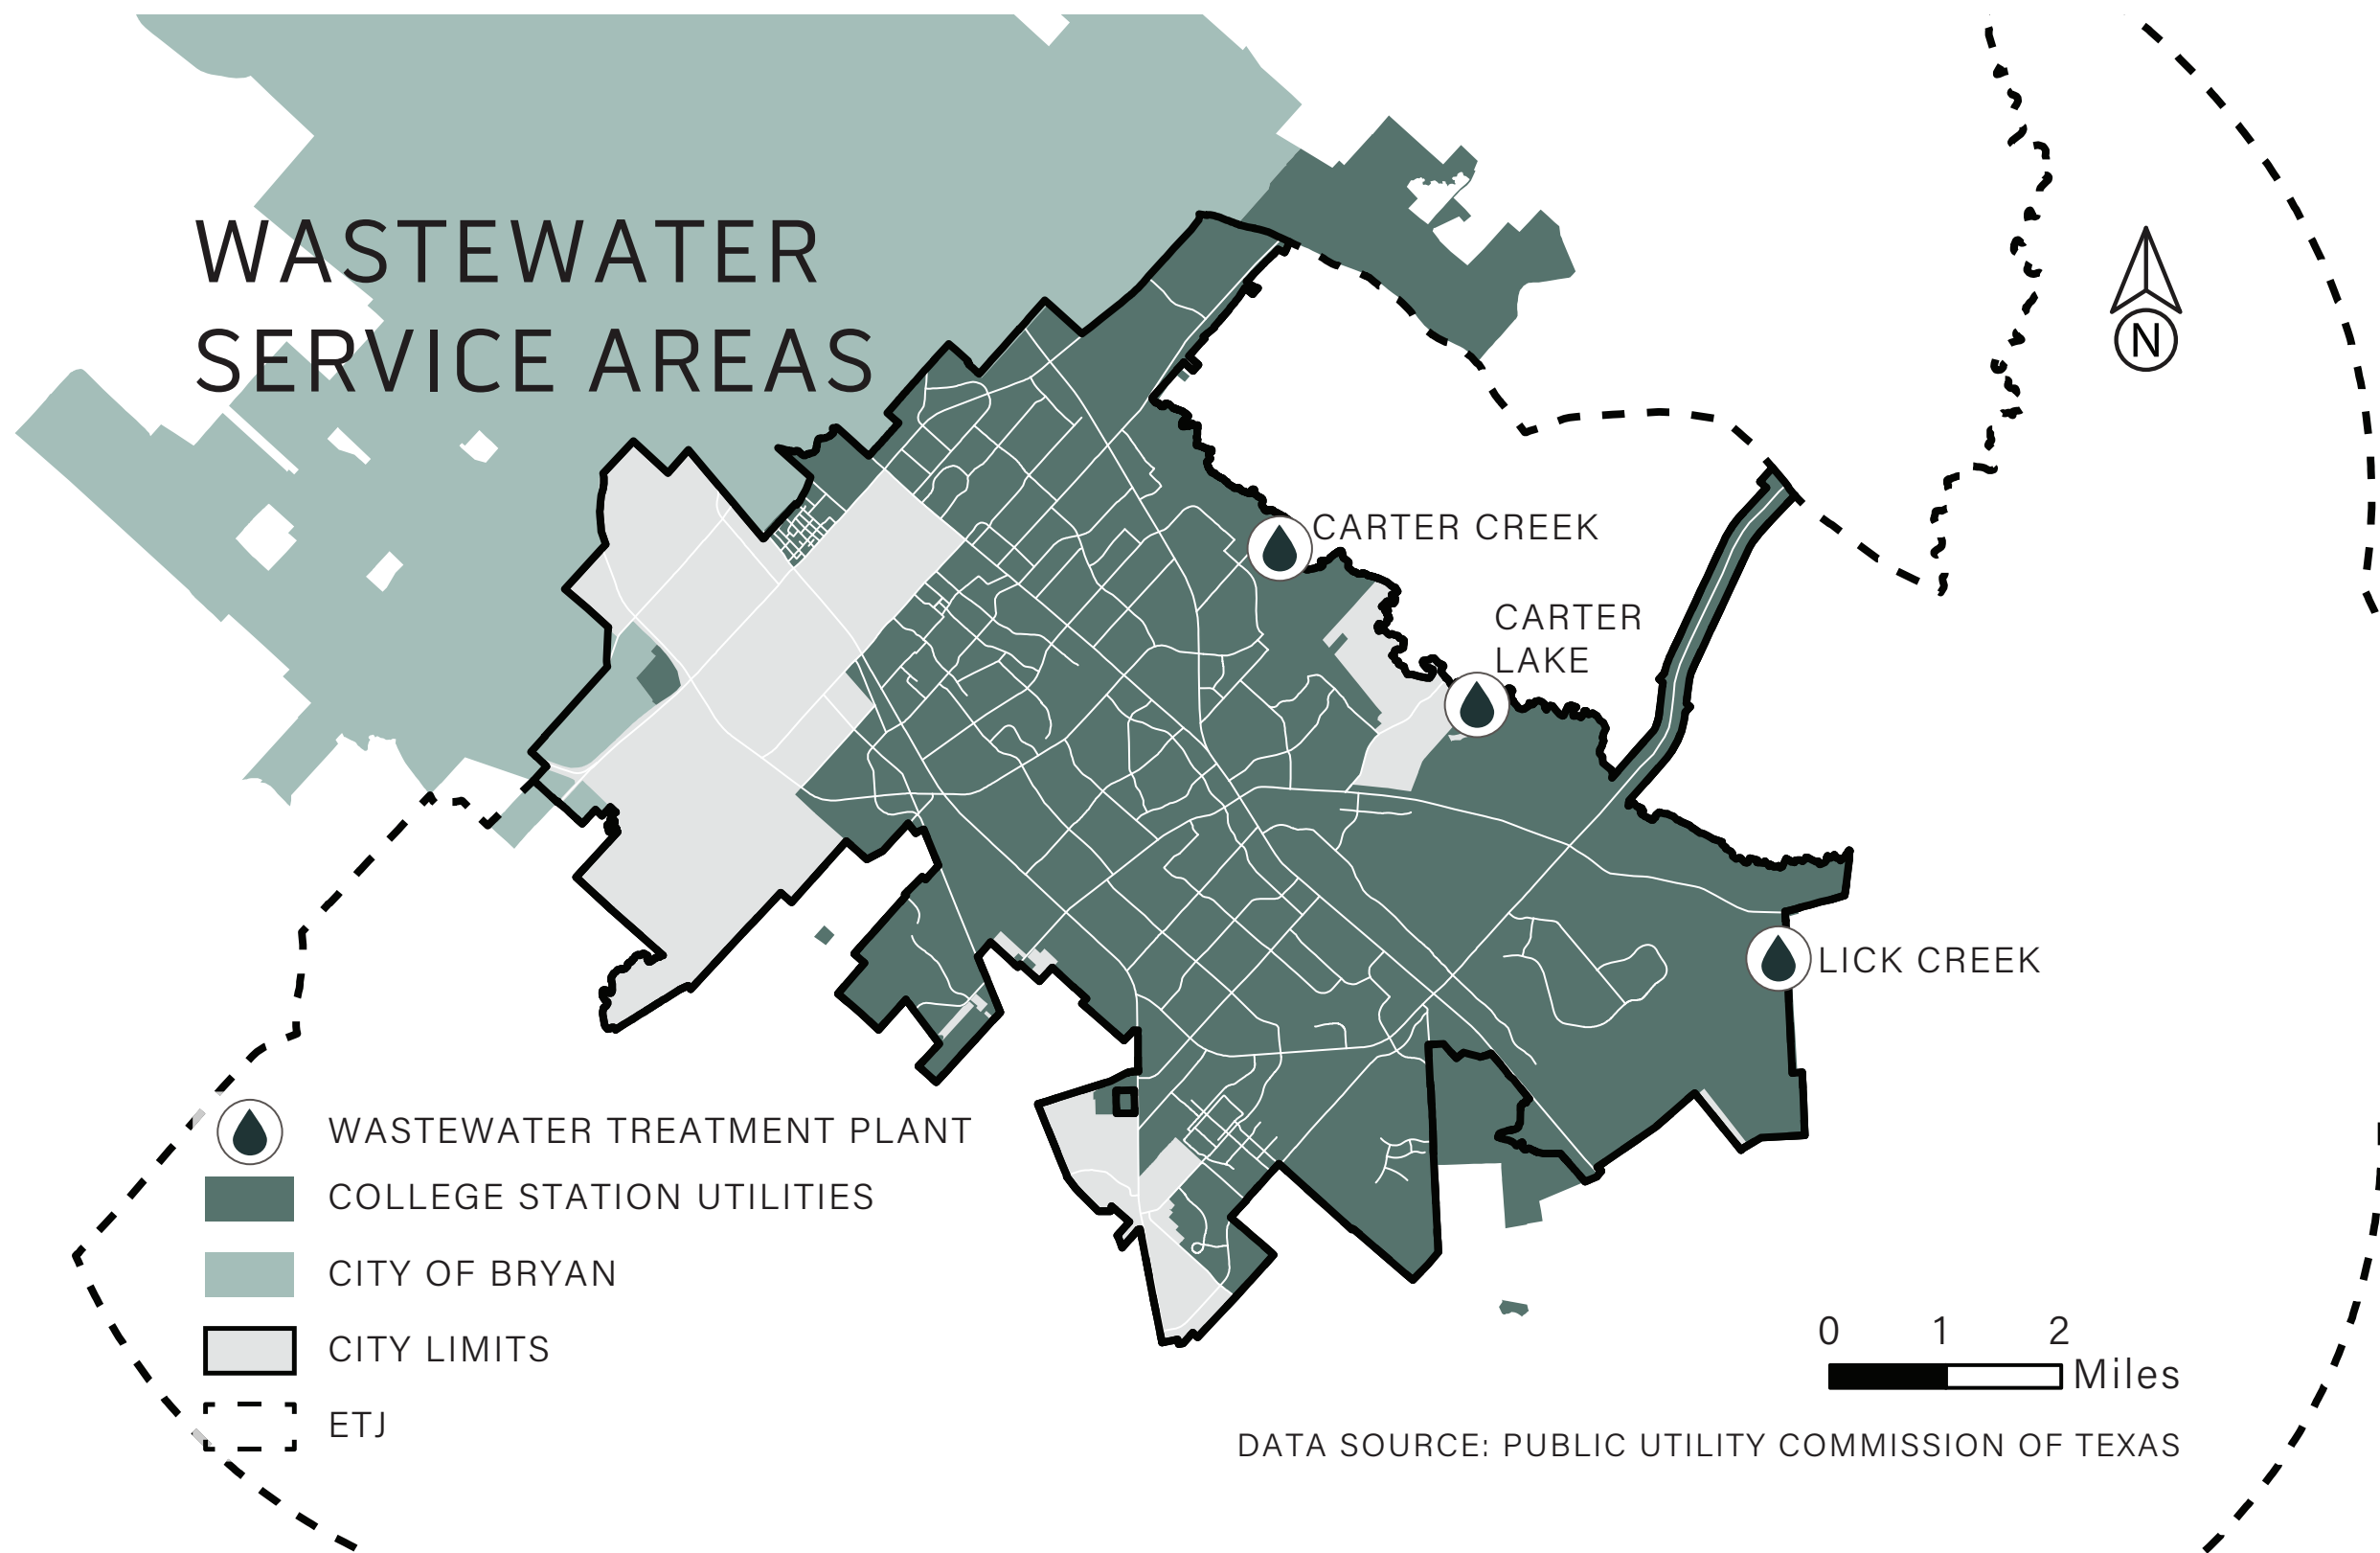 WASTEWATER
SERVICE AREAS
N
CARTER CREEK
CARTER
LAKE
LICK CREEK
WASTEWATER TREATMENT PLANT
COLLEGE STATION UTILITIES
CITY OF BRYAN
CITY LIMITS
ETJ
0 1 2
Miles
DATA SOURCE: PUBLIC UTILITY COMMISSION OF TEXAS